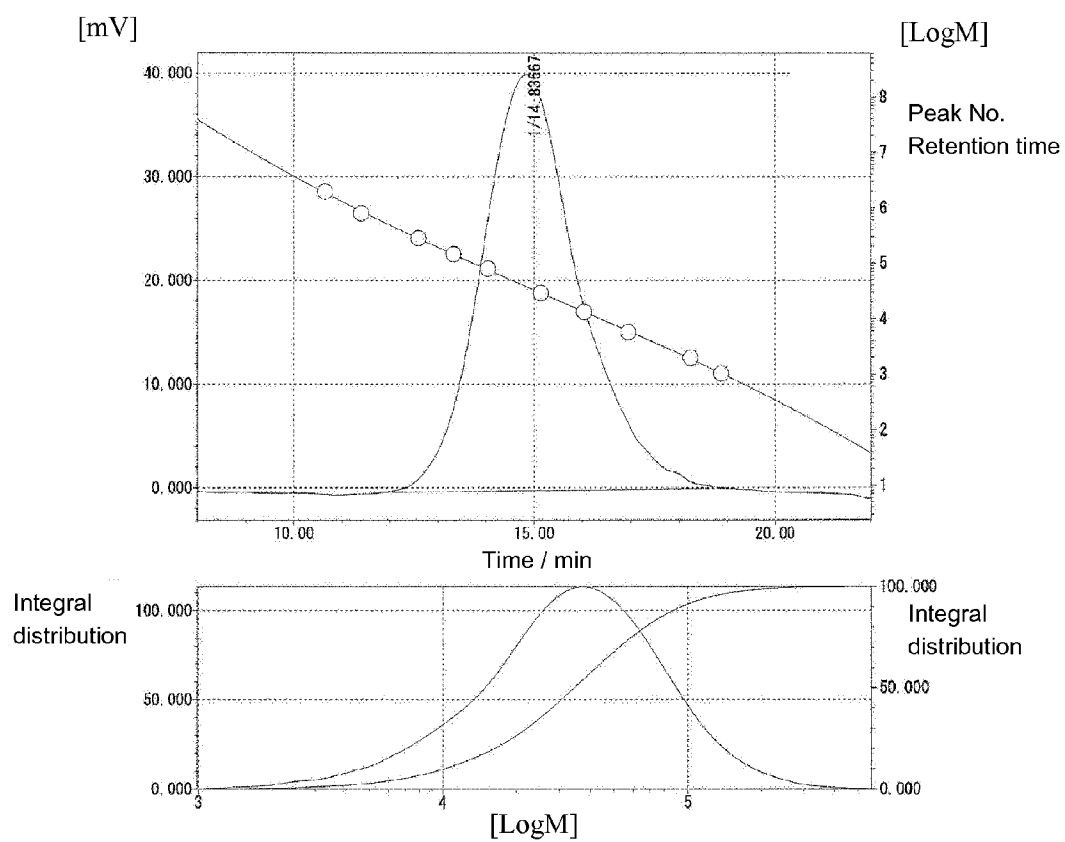 [mV]
[LogM]
40.000
30.000
20.000
10.000
0.000
1/14.83667
8
7
6
5
4
3
2
1
Peak No.
Retention time
10.00
15.00
20.00
Time / min
Integral
distribution
100.000
50.000
0.000
100.000
50.000
0.000
Integral
distribution
3
4
5
[LogM]